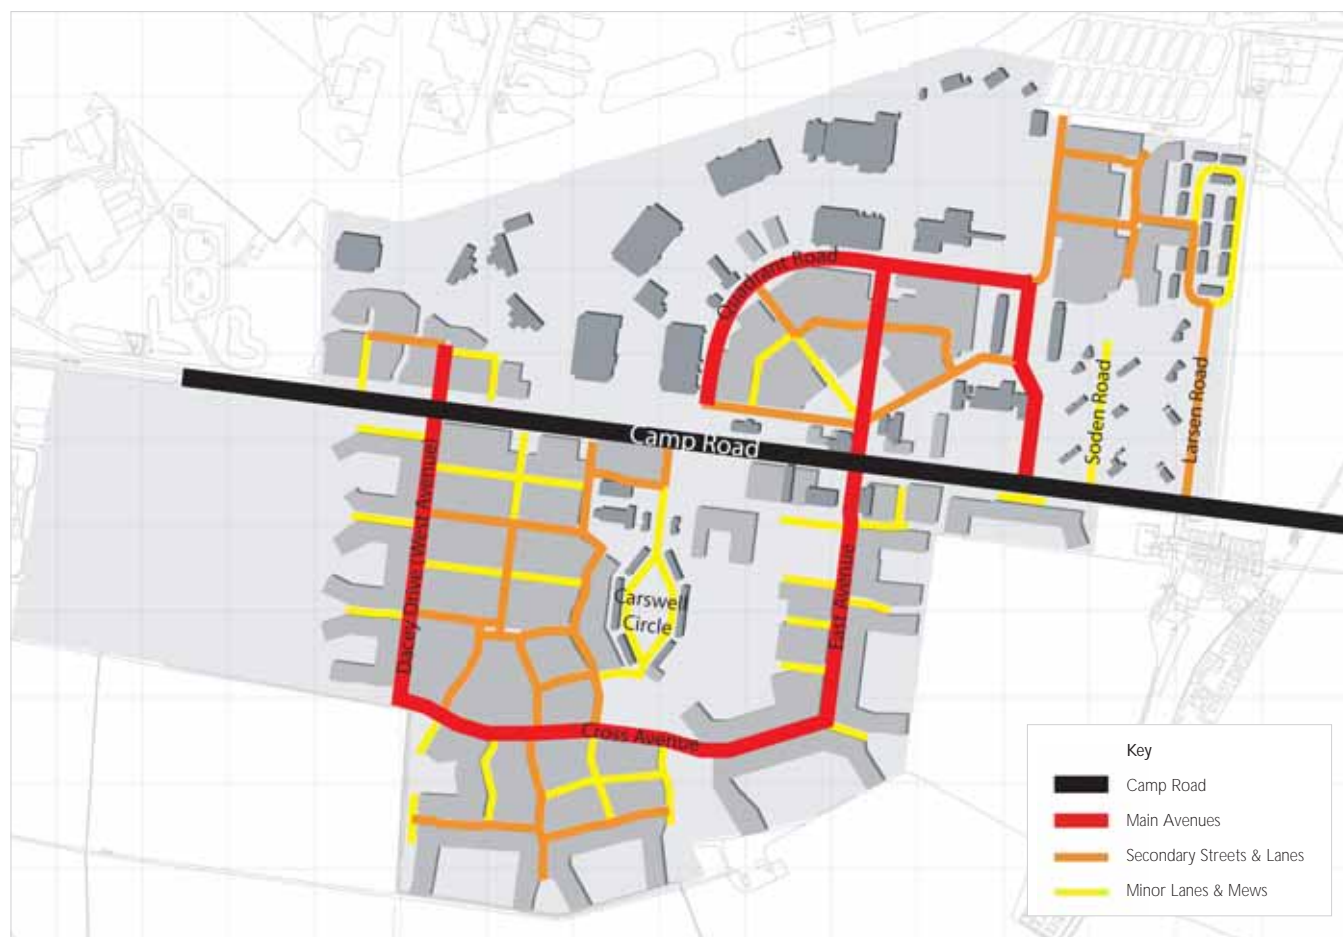 Quadrant Road
Camp Road
Soden Road
Larsen Road
Dacey Drive (West Avenue)
Carswell
Circle
East Avenue
Cross Avenue
Key
Camp Road
Main Avenues
Secondary Streets & Lanes
Minor Lanes & Mews